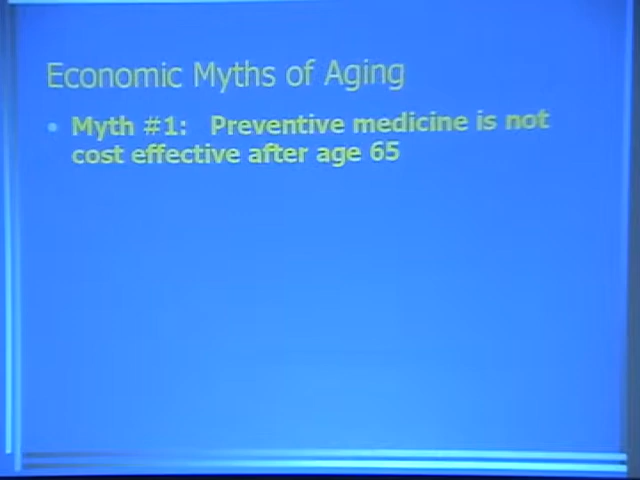 Economic Myths of Aging
• Myth #1: Preventive medicine is not
cost effective after age 65